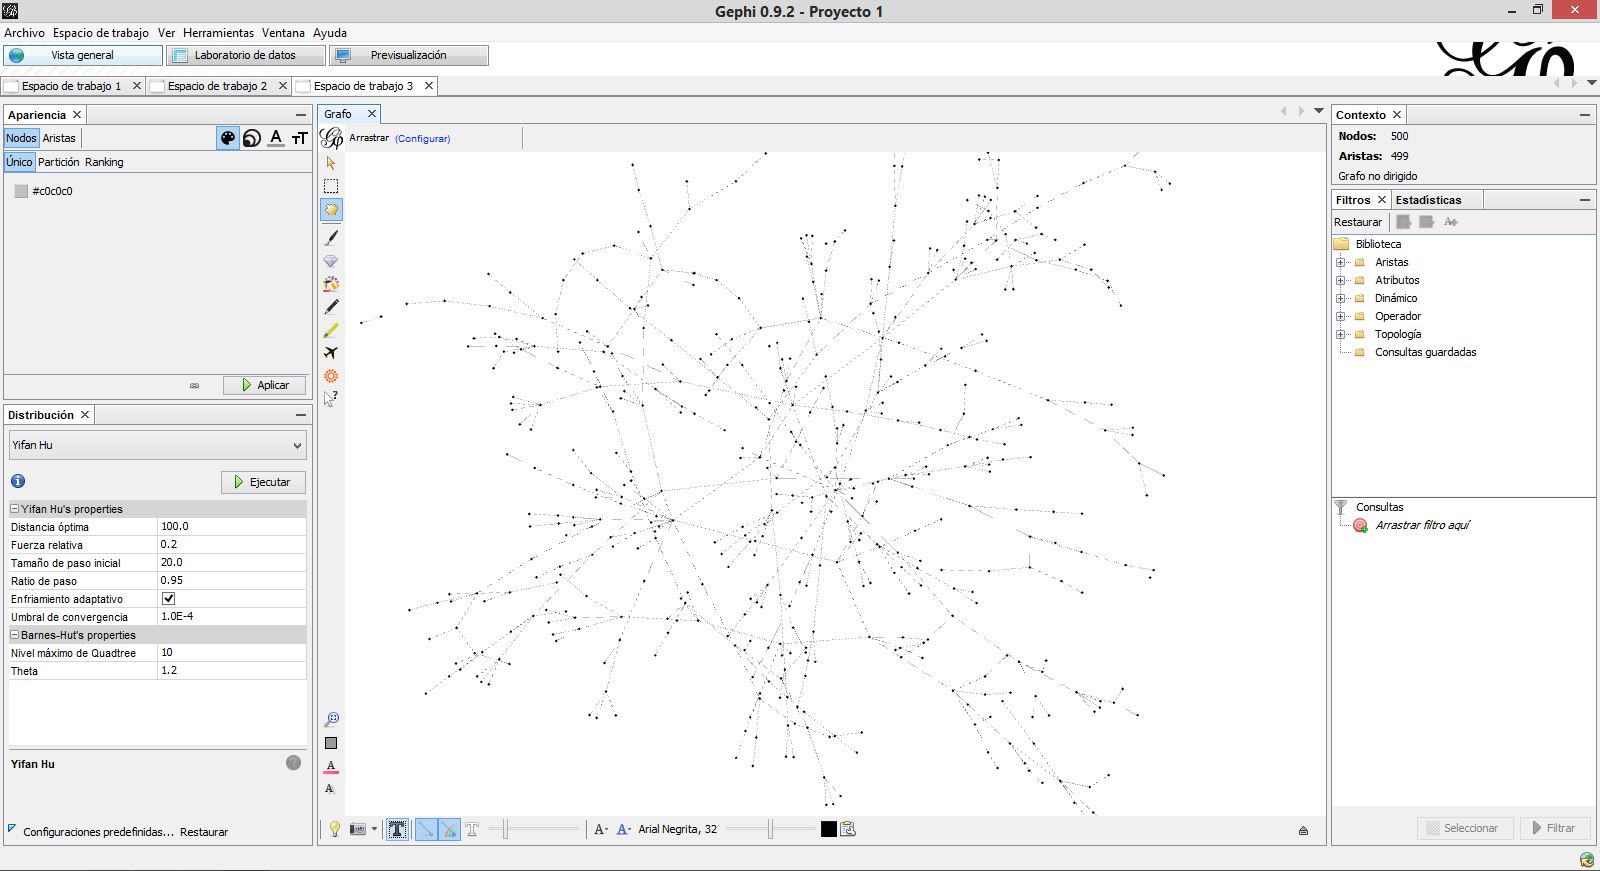 Gephi 0.9.2 - Proyecto 1
Archivo Espacio de trabajo Ver Herramientas Ventana Ayuda
Vista general Laboratorio de datos Previsualización
Espacio de trabajo 1 Espacio de trabajo 2 Espacio de trabajo 3
Apariencia
Nodos Aristas
Único Partición Ranking
#c0c0c0
Aplicar
Distribución
Yifan Hu
Ejecutar
Yifan Hu's properties
Distancia óptima 100.0
Fuerza relativa 0.2
Tamaño de paso inicial 20.0
Ratio de paso 0.95
Enfriamiento adaptativo
Umbral de convergencia 1.0E-4
Barnes-Hut's properties
Nivel máximo de Quadtree 10
Theta 1.2
Yifan Hu
Configuraciones predefinidas... Restaurar
Grafo
Arrastrar (Configurar)
Arial Negrita, 32
Contexto
Nodos: 500
Aristas: 499
Grafo no dirigido
Filtros Estadísticas
Restaurar
Biblioteca
Aristas
Atributos
Dinámico
Operador
Topología
Consultas guardadas
Consultas
Arrastrar filtro aquí
Seleccionar Filtrar